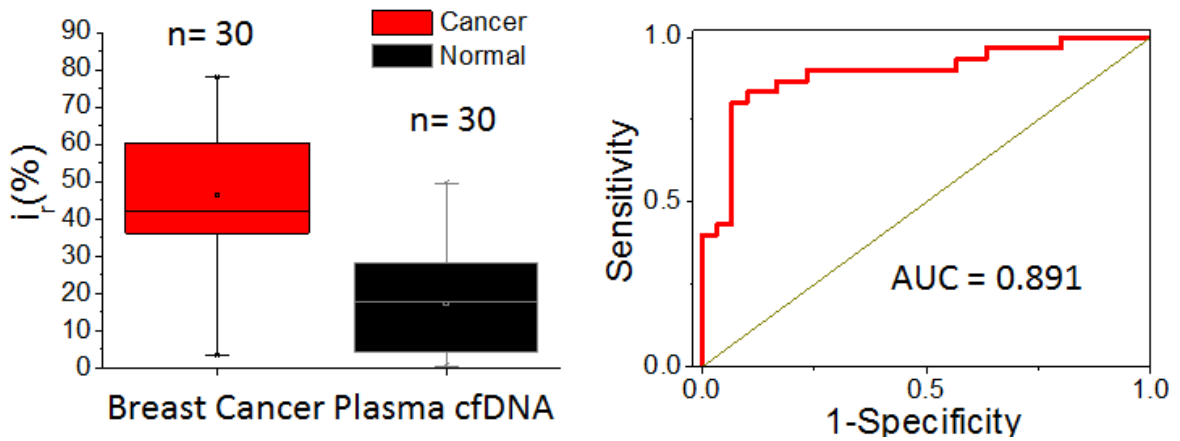 90
80
70
60
50
40
30
20
10
0
i_r(%)
n= 30
n= 30
Cancer
Normal
Breast Cancer Plasma cfDNA
1.0
0.5
0.0
Sensitivity
AUC = 0.891
0.0 0.5 1.0
1-Specificity